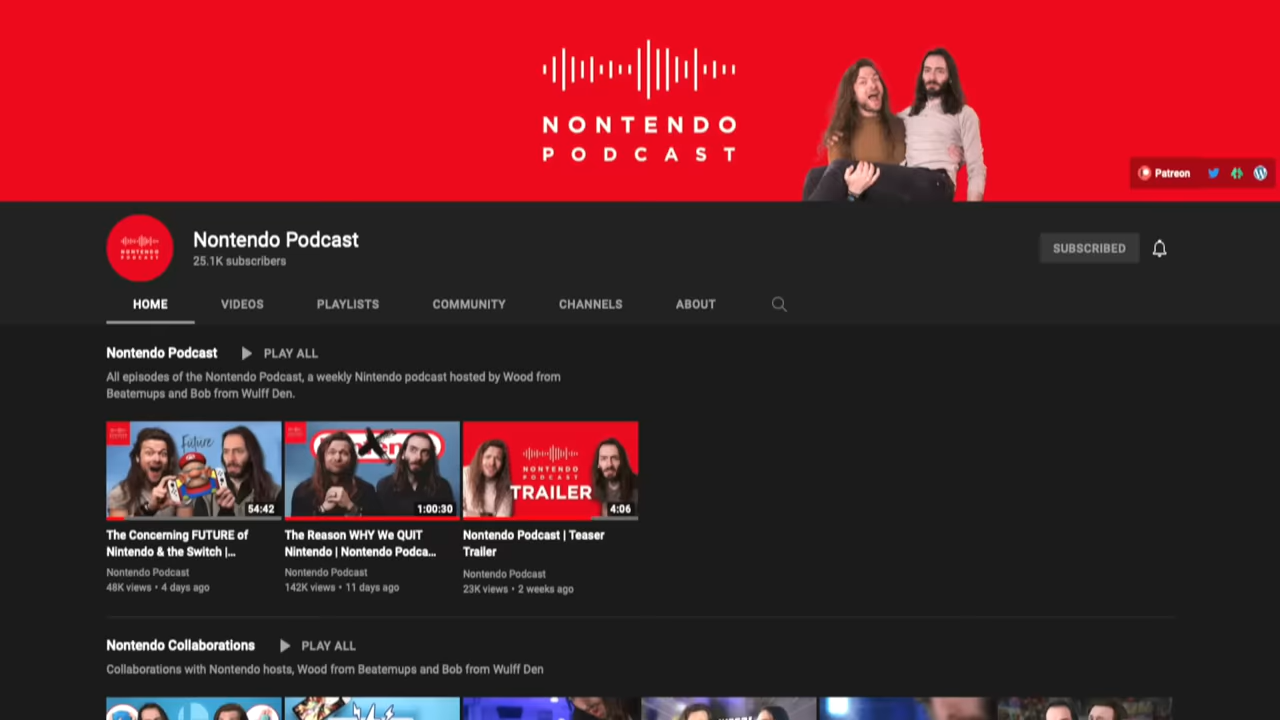 NONTENDO
PODCAST
Patreon
NONTENDO
PODCAST
Nontendo Podcast
25.1K subscribers
SUBSCRIBED
HOME
VIDEOS
PLAYLISTS
COMMUNITY
CHANNELS
ABOUT
Nontendo Podcast
PLAY ALL
All episodes of the Nontendo Podcast, a weekly Nintendo podcast hosted by Wood from
Beatemups and Bob from Wulff Den.
Future
54:42
1:00:30
NONTENDO
PODCAST
TRAILER
4:06
The Concerning FUTURE of
Nintendo & the Switch |...
Nontendo Podcast
48K views • 4 days ago
The Reason WHY We QUIT
Nintendo | Nontendo Podca...
Nontendo Podcast
142K views • 11 days ago
Nontendo Podcast | Teaser
Trailer
Nontendo Podcast
23K views • 2 weeks ago
Nontendo Collaborations
PLAY ALL
Collaborations with Nontendo hosts, Wood from Beatemups and Bob from Wulff Den